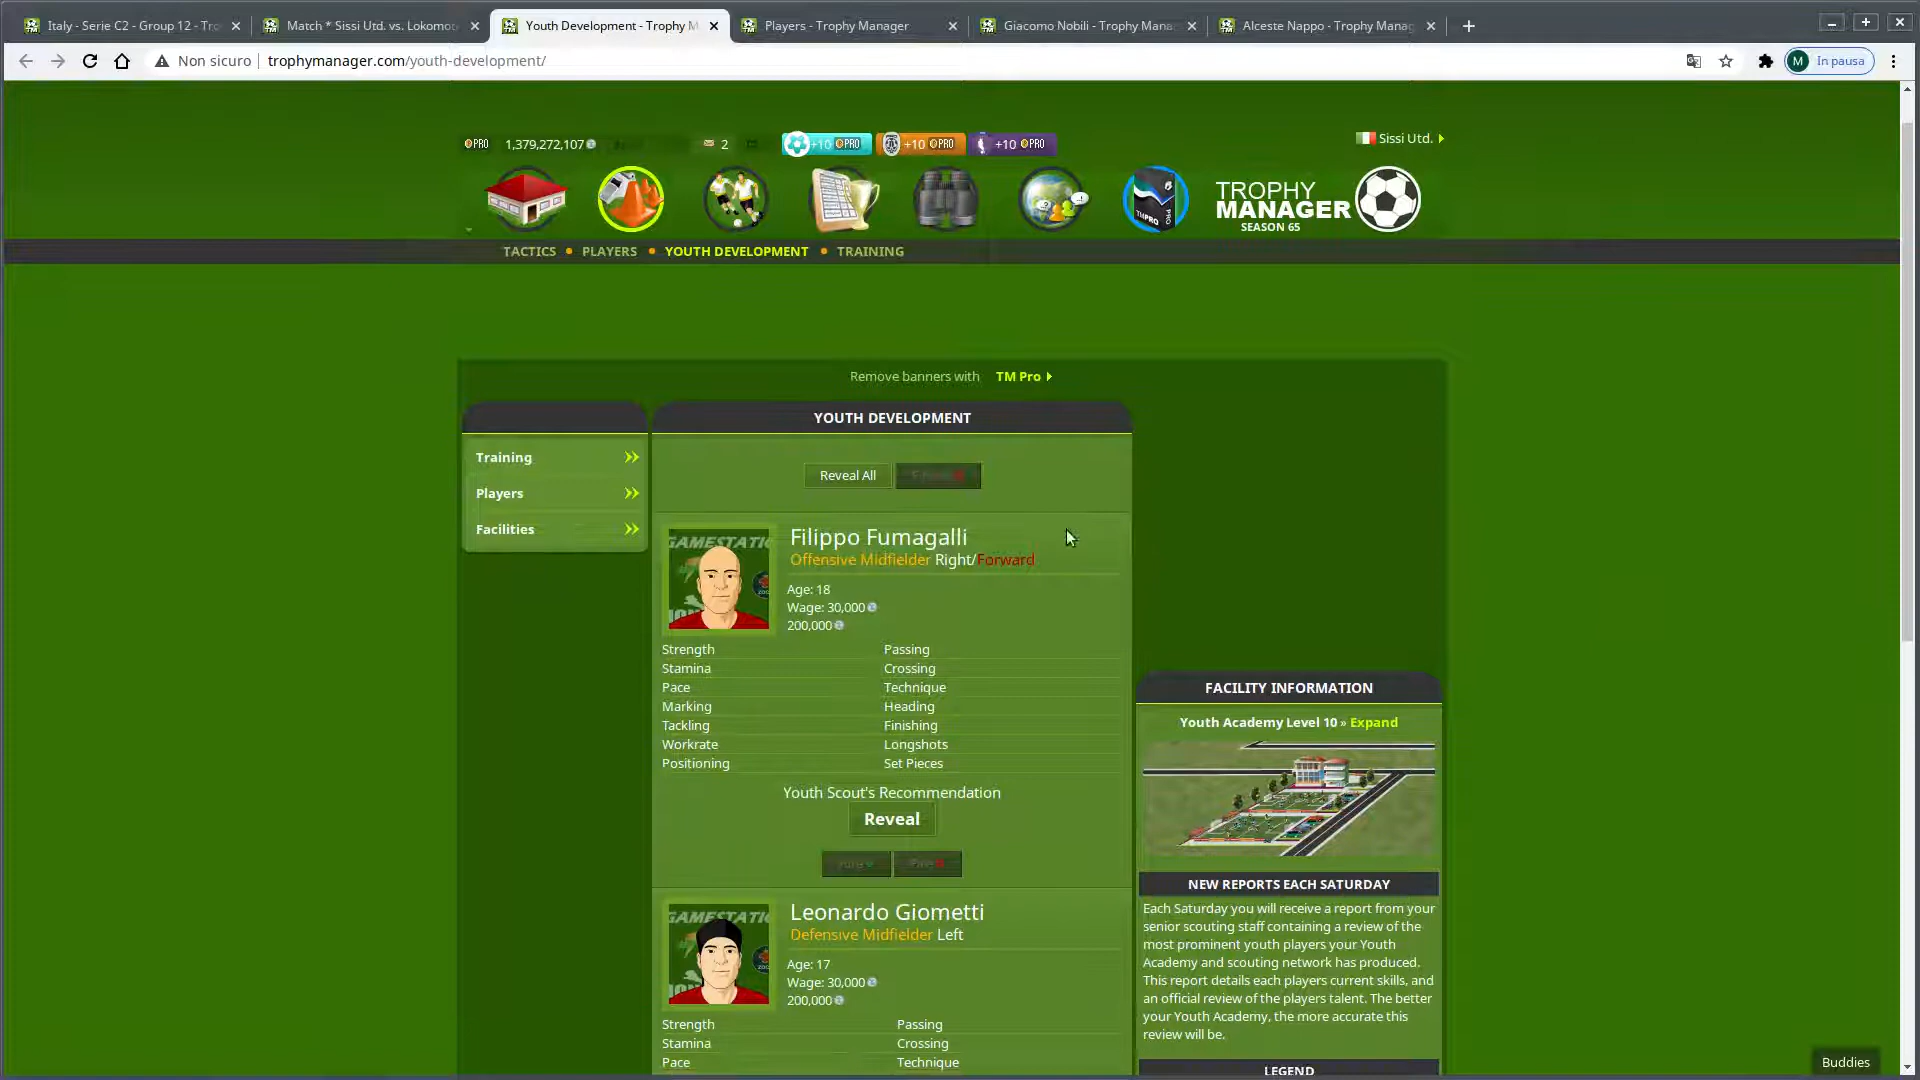 Italy - Serie C2 - Group 12 - Tro
Match * Sissi Utd. vs. Lokomot
Youth Development - Trophy M
Players - Trophy Manager
Giacomo Nobili - Trophy Mana
Alceste Nappo - Trophy Manag
Non sicuro
trophymanager.com/youth-development/
M
In pausa
PRO
1,379,272,107
2
+10 PRO
+10 PRO
+10 PRO
Sissi Utd.
TMPRO
PRO
TROPHY
MANAGER
SEASON 65
TACTICS
PLAYERS
YOUTH DEVELOPMENT
TRAINING
Remove banners with TM Pro
Training
Players
Facilities
YOUTH DEVELOPMENT
Reveal All
GAMESTATIO
Filippo Fumagalli
Offensive Midfielder Right/Forward
Age: 18
Wage: 30,000
200,000
Strength
Passing
Stamina
Crossing
Pace
Technique
Marking
Heading
Tackling
Finishing
Workrate
Longshots
Positioning
Set Pieces
Youth Scout's Recommendation
Reveal
GAMESTATIO
Leonardo Giometti
Defensive Midfielder Left
Age: 17
Wage: 30,000
200,000
Strength
Passing
Stamina
Crossing
Pace
Technique
FACILITY INFORMATION
Youth Academy Level 10 » Expand
NEW REPORTS EACH SATURDAY
Each Saturday you will receive a report from your
senior scouting staff containing a review of the
most prominent youth players your Youth
Academy and scouting network has produced.
This report details each players current skills, and
an official review of the players talent. The better
your Youth Academy, the more accurate this
review will be.
LEGEND
Buddies